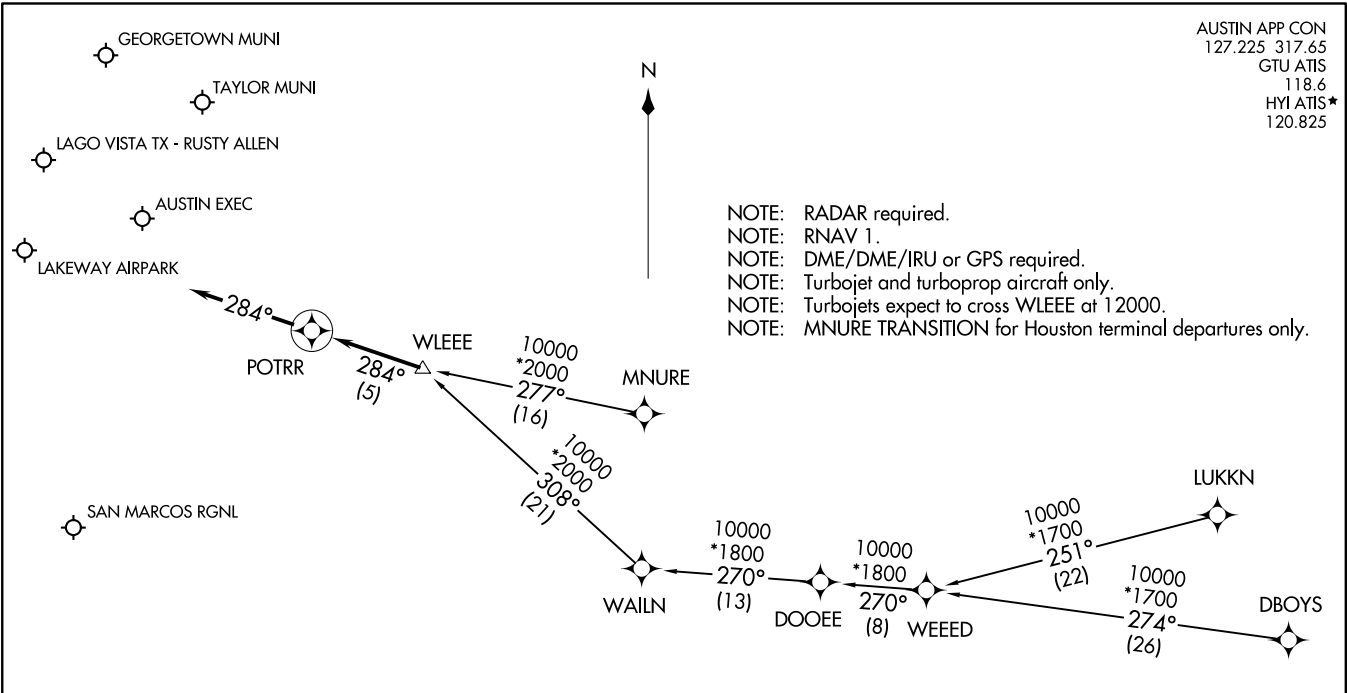 AUSTIN APP CON
127.225 317.65
GTU ATIS
118.6
HYI ATIS★
120.825
GEORGETOWN MUNI
TAYLOR MUNI
LAGO VISTA TX - RUSTY ALLEN
AUSTIN EXEC
LAKEWAY AIRPARK
N
NOTE: RADAR required.
NOTE: RNAV 1.
NOTE: DME/DME/IRU or GPS required.
NOTE: Turbojet and turboprop aircraft only.
NOTE: Turbojets expect to cross WLEEE at 12000.
NOTE: MNURE TRANSITION for Houston terminal departures only.
284°
POTRR
284°
(5)
WLEEE
10000
*2000
277°
(16)
MNURE
10000
*2000
308°
(21)
SAN MARCOS RGNL
WAILN
10000
*1800
270°
(13)
DOOEE
10000
*1800
270°
(8)
WEEED
10000
*1700
251°
(22)
LUKKN
10000
*1700
274°
(26)
DBOYS